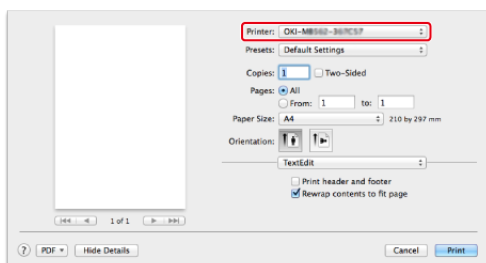 Printer: OKI-MB562-
Presets: Default Settings
Copies: 1 Two-Sided
Pages: All
From: 1 to: 1
Paper Size: A4 210 by 297 mm
Orientation:
TextEdit
Print header and footer
Rewrap contents to fit page
1 of 1
? PDF Hide Details Cancel Print